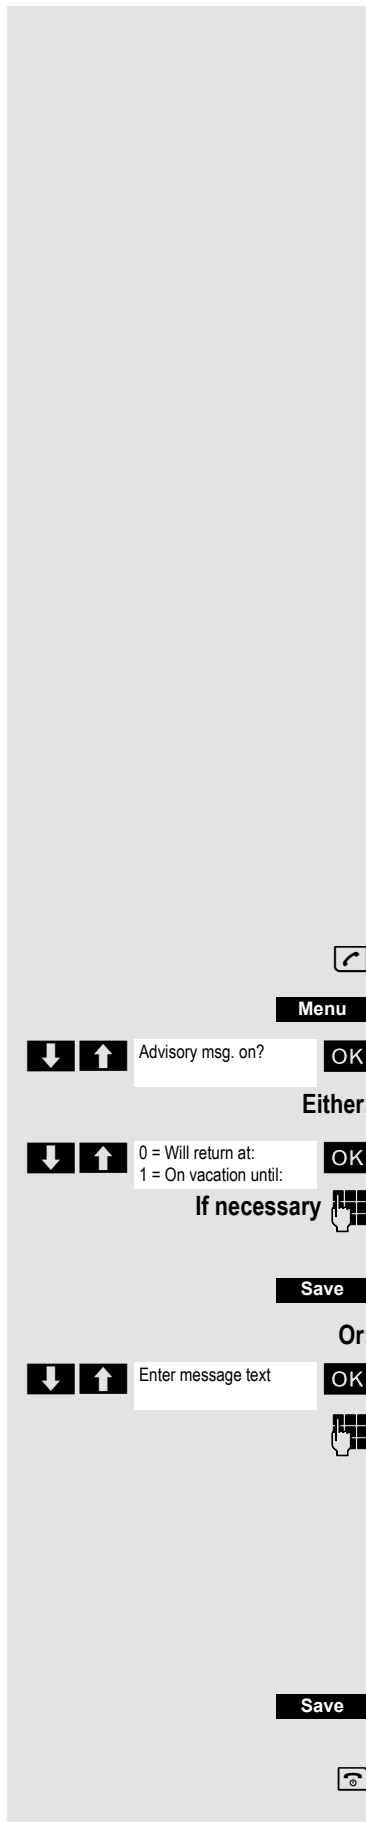 Menu
Advisory msg. on?
OK
Either:
0 = Will return at:
1 = On vacation until:
OK
If necessary
Save
Or:
Enter message text
OK
Save